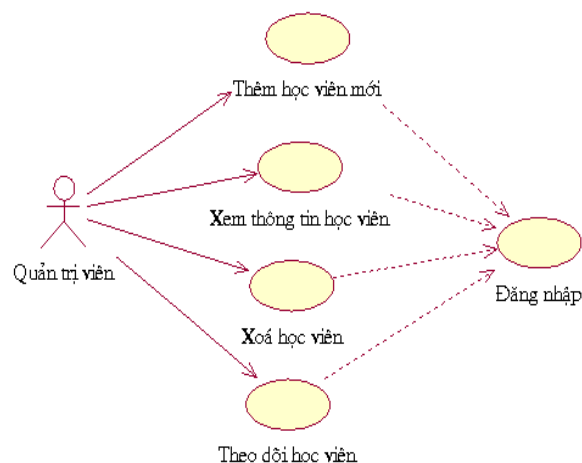 Thêm học viên mới
Xem thông tin học viên
Quản trị viên
Đăng nhập
Xoá học viên
Theo dõi học viên